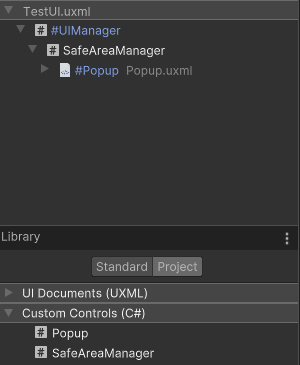 TestUI.uxml
#UIManager
SafeAreaManager
#Popup Popup.uxml
Library
Standard Project
UI Documents (UXML)
Custom Controls (C#)
Popup
SafeAreaManager